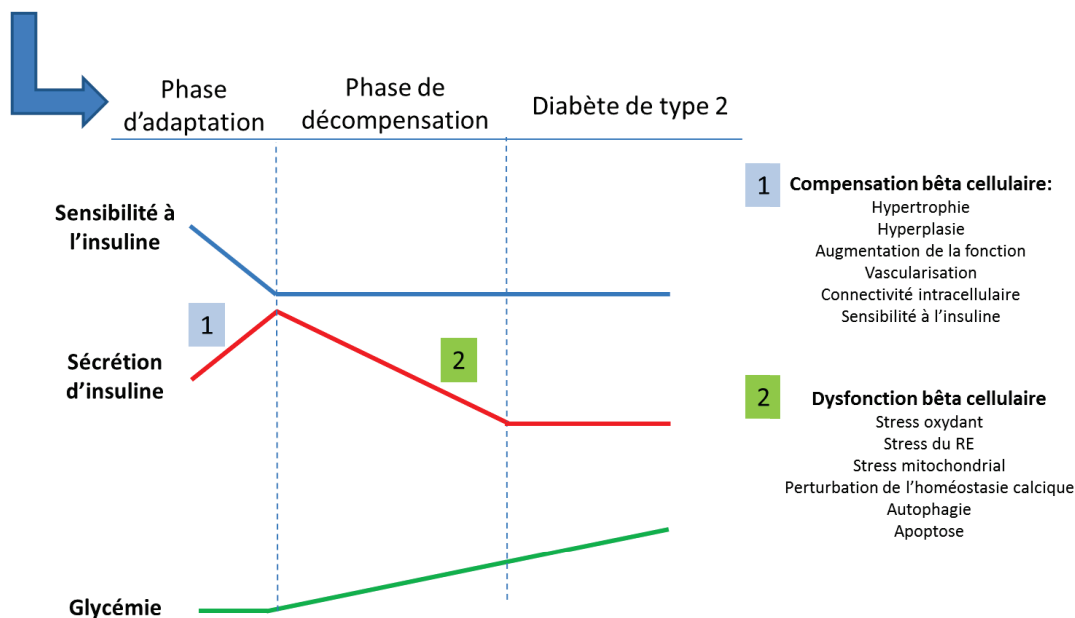 Phase
d'adaptation
Phase de
décompensation
Diabète de type 2
Sensibilité à
l'insuline
1
Sécrétion
d'insuline
2
Glycémie
1
Compensation bêta cellulaire:
Hypertrophie
Hyperplasie
Augmentation de la fonction
Vascularisation
Connectivité intracellulaire
Sensibilité à l'insuline
2
Dysfonction bêta cellulaire
Stress oxydant
Stress du RE
Stress mitochondrial
Perturbation de l'homéostasie calcique
Autophagie
Apoptose